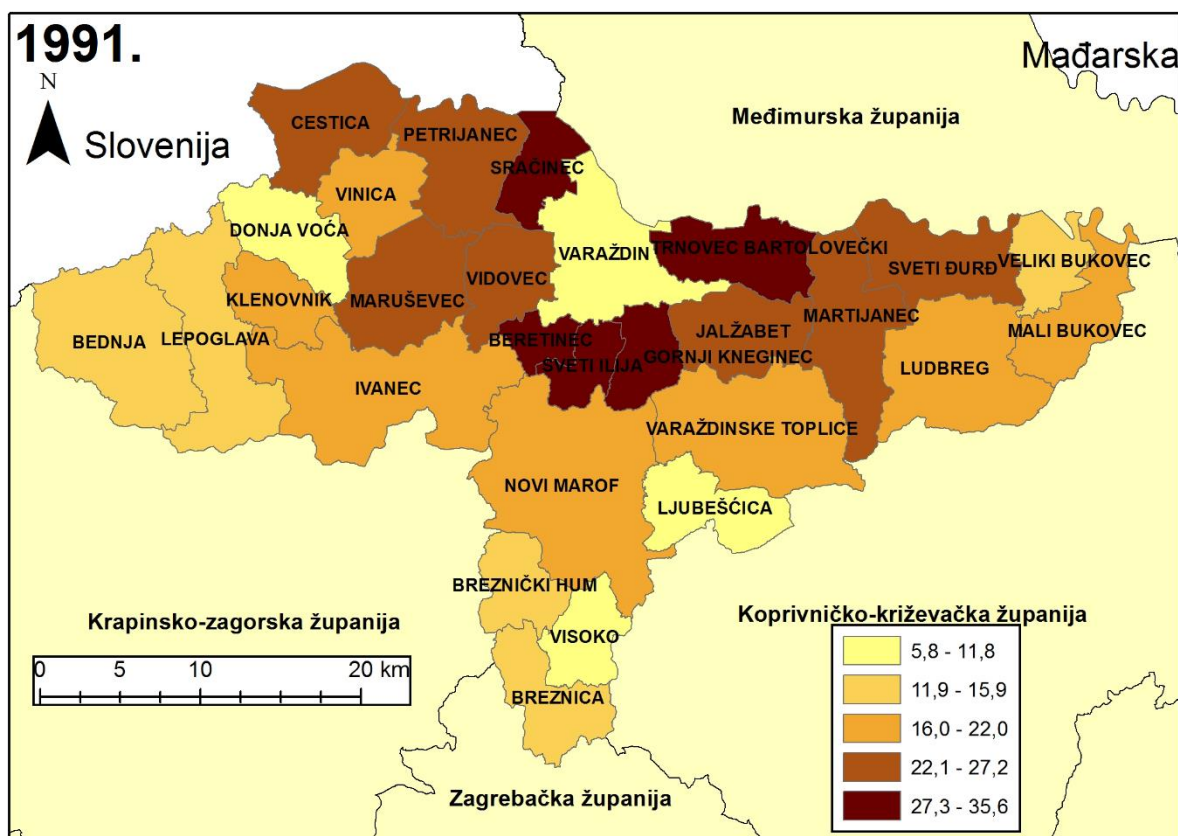 1991.
N
Slovenija
Mađarska
Međimurska županija
CESTICA
PETRIJANEC
SRAČINEC
VINICA
DONJA VOĆA
VARAŽDIN
TRNOVEC BARTOLOVEČKI
SVETI ĐURĐ
VELIKI BUKOVEC
KLENOVNIK
MARUŠEVEC
VIDOVEC
BEDNJA
LEPOGLAVA
BERETINEC
JALŽABET
MARTIJANEC
MALI BUKOVEC
SVETI ILIJA
GORNJI KNEGINEC
LUDBREG
IVANEC
VARAŽDINSKE TOPLICE
NOVI MAROF
LJUBEŠĆICA
BREZNIČKI HUM
VISOKO
BREZNICA
Krapinsko-zagorska županija
Koprivničko-križevačka županija
Zagrebačka županija
0 5 10 20 km
5,8 - 11,8
11,9 - 15,9
16,0 - 22,0
22,1 - 27,2
27,3 - 35,6